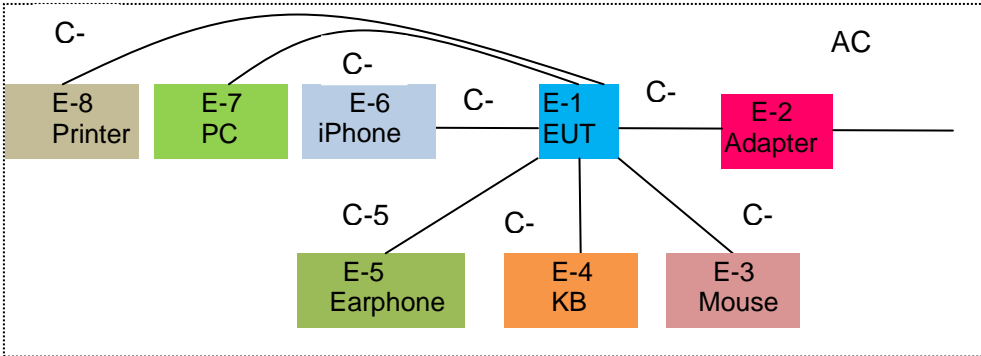 C-
AC
C-
C-
C-
E-8
Printer
E-7
PC
E-6
iPhone
E-1
EUT
E-2
Adapter
C-5
C-
C-
E-5
Earphone
E-4
KB
E-3
Mouse